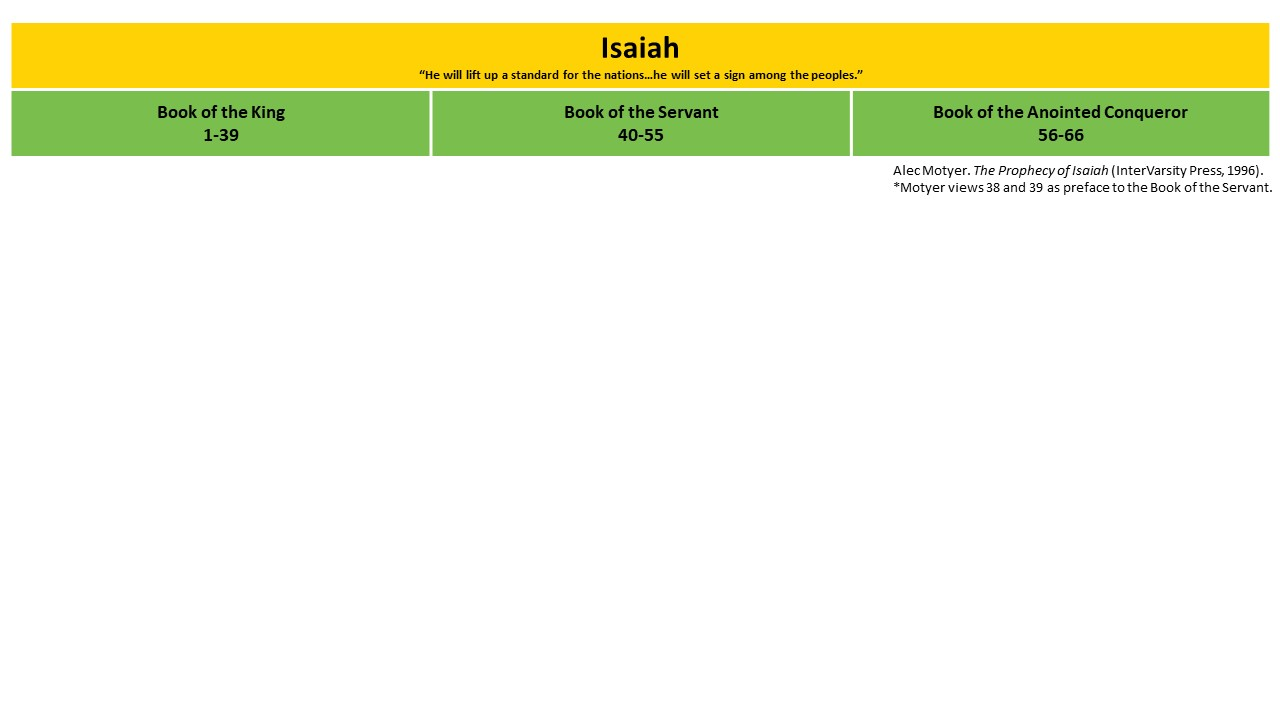 Isaiah
“He will lift up a standard for the nations…he will set a sign among the peoples.”
Book of the King
1-39
Book of the Servant
40-55
Book of the Anointed Conqueror
56-66
Alec Motyer. The Prophecy of Isaiah (InterVarsity Press, 1996).
*Motyer views 38 and 39 as preface to the Book of the Servant.